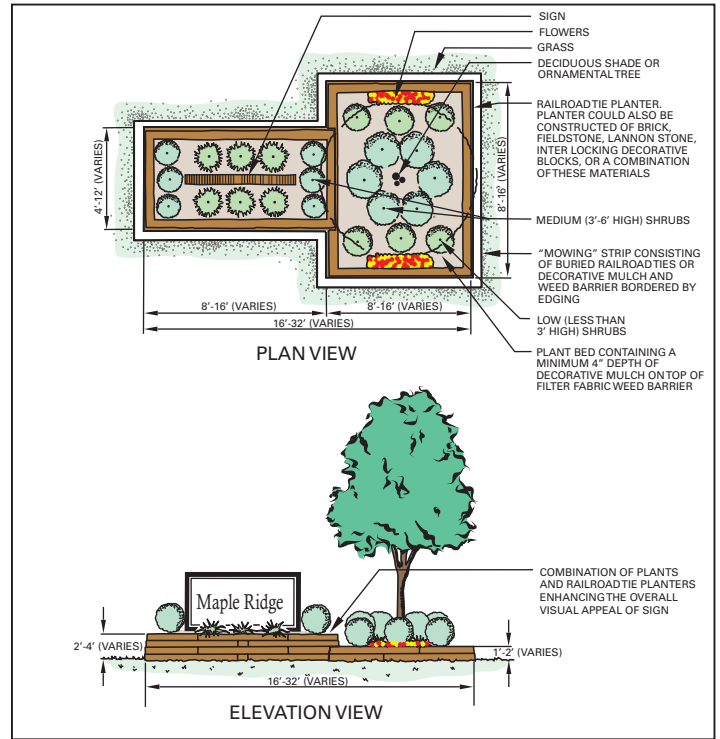 SIGN
FLOWERS
GRASS
DECIDUOUS SHADE OR
ORNAMENTAL TREE
RAILROAD TIE PLANTER.
PLANTER COULD ALSO BE
CONSTRUCTED OF BRICK,
FIELDSTONE, LANNON STONE,
INTER LOCKING DECORATIVE
BLOCKS, OR A COMBINATION
OF THESE MATERIALS
4'-12' (VARIES)
8'-16' (VARIES)
MEDIUM (3'-6' HIGH) SHRUBS
"MOWING" STRIP CONSISTING
OF BURIED RAILROAD TIES OR
DECORATIVE MULCH AND
WEED BARRIER BORDERED BY
EDGING
8'-16' (VARIES)
8'-16' (VARIES)
16'-32' (VARIES)
LOW (LESS THAN
3' HIGH) SHRUBS
PLAN VIEW
PLANT BED CONTAINING A
MINIMUM 4" DEPTH OF
DECORATIVE MULCH ON TOP OF
FILTER FABRIC WEED BARRIER
COMBINATION OF PLANTS
AND RAILROAD TIE PLANTERS
ENHANCING THE OVERALL
VISUAL APPEAL OF SIGN
Maple Ridge
2'-4' (VARIES)
1'-2' (VARIES)
16'-32' (VARIES)
ELEVATION VIEW